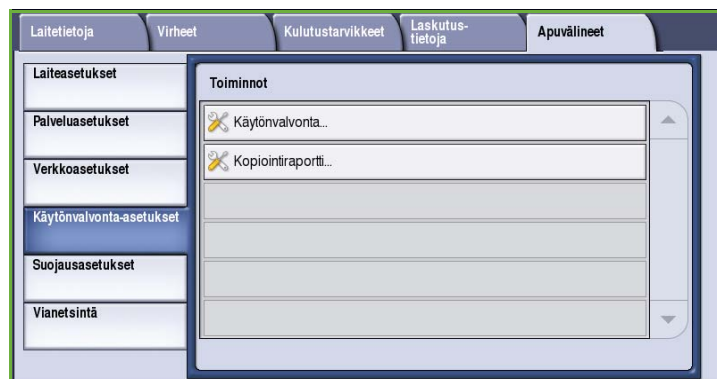 Laitetietoja
Virheet
Kulutustarvikkeet
Laskutus-
tietoja
Apuvälineet
Laiteasetukset
Palveluasetukset
Verkkoasetukset
Käytönvalvonta-asetukset
Suojausasetukset
Vianetsintä
Toiminnot
Käytönvalvonta...
Kopiointiraportti...